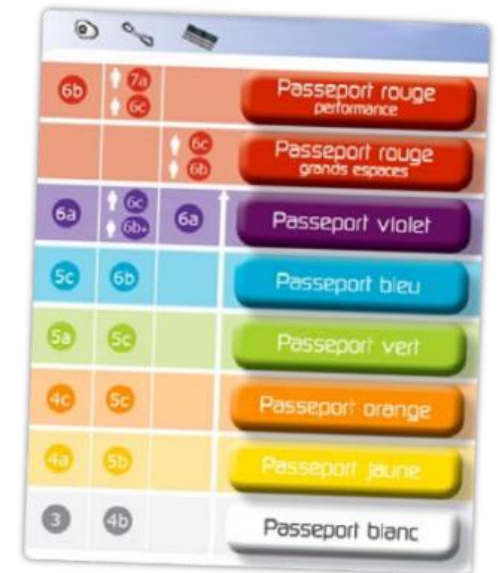 6b 7a Passeport rouge
6c performance
6c Passeport rouge
6b grands espaces
6a 6c 6a Passeport violet
6b+
5c 6b Passeport bleu
5a 5c Passeport vert
4c 5c Passeport orange
4a 5b Passeport jaune
3 4b Passeport blanc